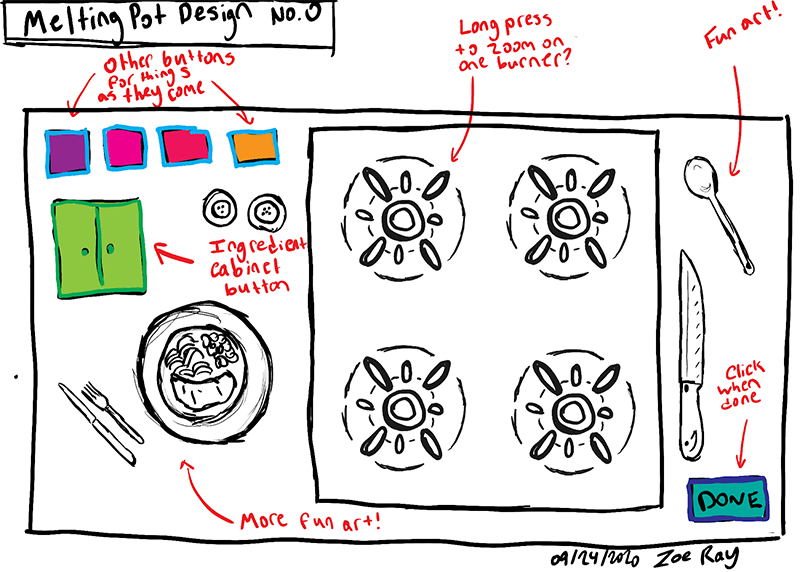 Melting Pot Design No.0
Other buttons
for things
as they come
Long press
to zoom on
one burner?
Fun art!
Ingredient
cabinet
button
Click
when
done
DONE
More fun art!
09/24/2020 Zoe Ray